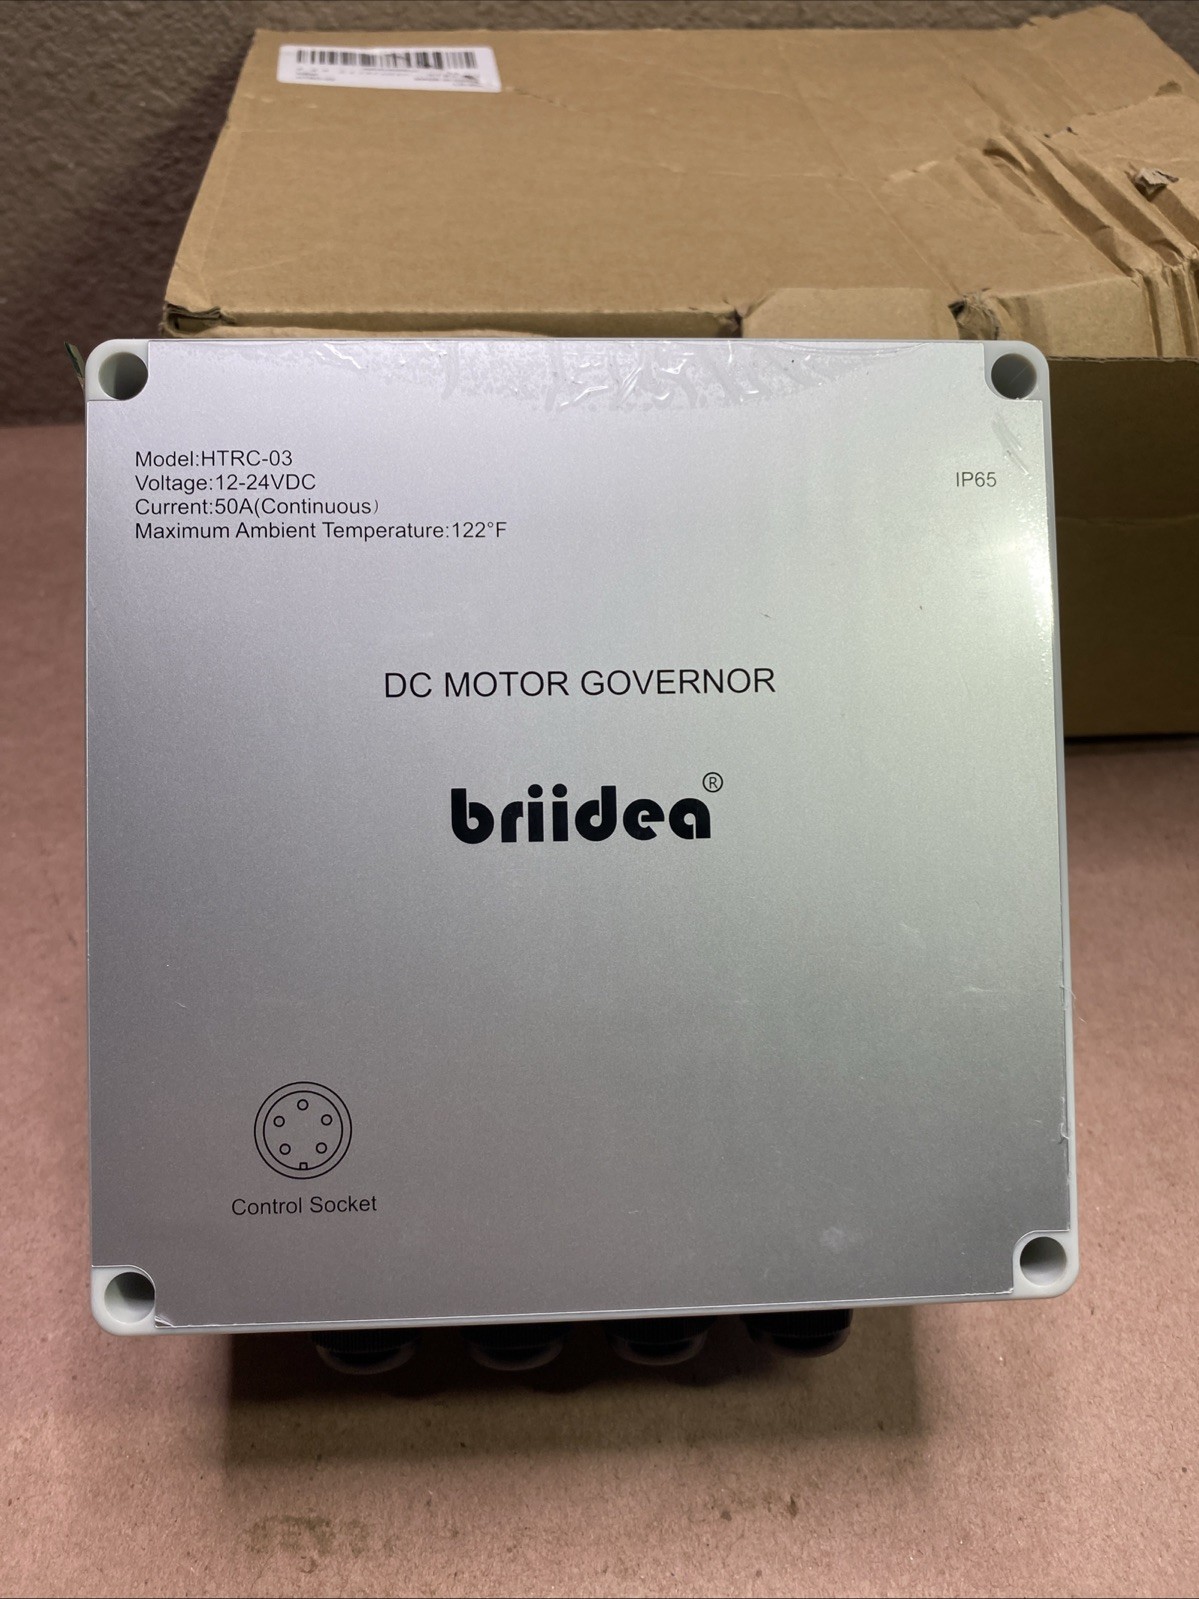 Model:HTRC-03
Voltage:12-24VDC
Current:50A(Continuous)
Maximum Ambient Temperature:122°F
IP65
DC MOTOR GOVERNOR
briidea®
Control Socket